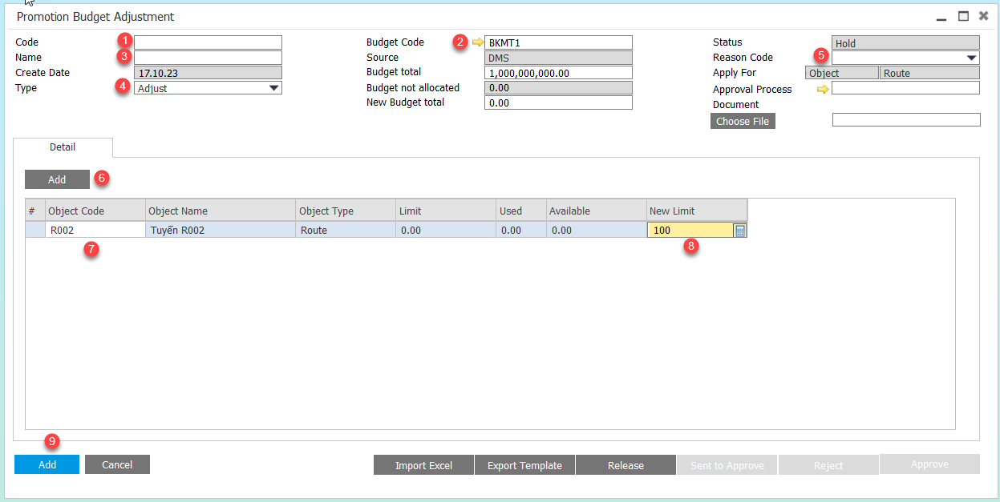 Promotion Budget Adjustment
Code 1
Name 3
Create Date 17.10.23
Type 4 Adjust
Budget Code 2 BKMT1
Source DMS
Budget total 1,000,000,000.00
Budget not allocated 0.00
New Budget total 0.00
Status Hold
Reason Code 5
Apply For Object Route
Approval Process
Document
Choose File
Detail
Add 6
# Object Code Object Name Object Type Limit Used Available New Limit
R002 Tuyến R002 Route 0.00 0.00 0.00 100
7 8
9
Add Cancel Import Excel Export Template Release Sent to Approve Reject Approve